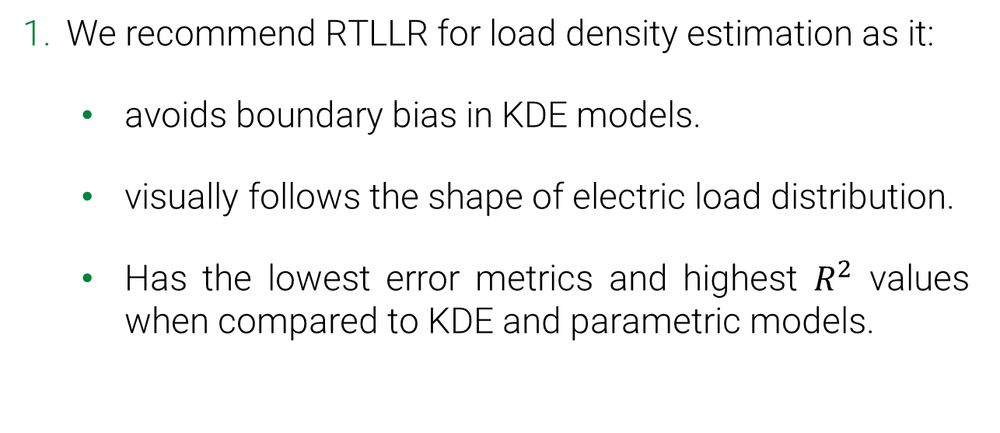 1. We recommend RTLLR for load density estimation as it:
• avoids boundary bias in KDE models.
• visually follows the shape of electric load distribution.
• Has the lowest error metrics and highest R² values
when compared to KDE and parametric models.